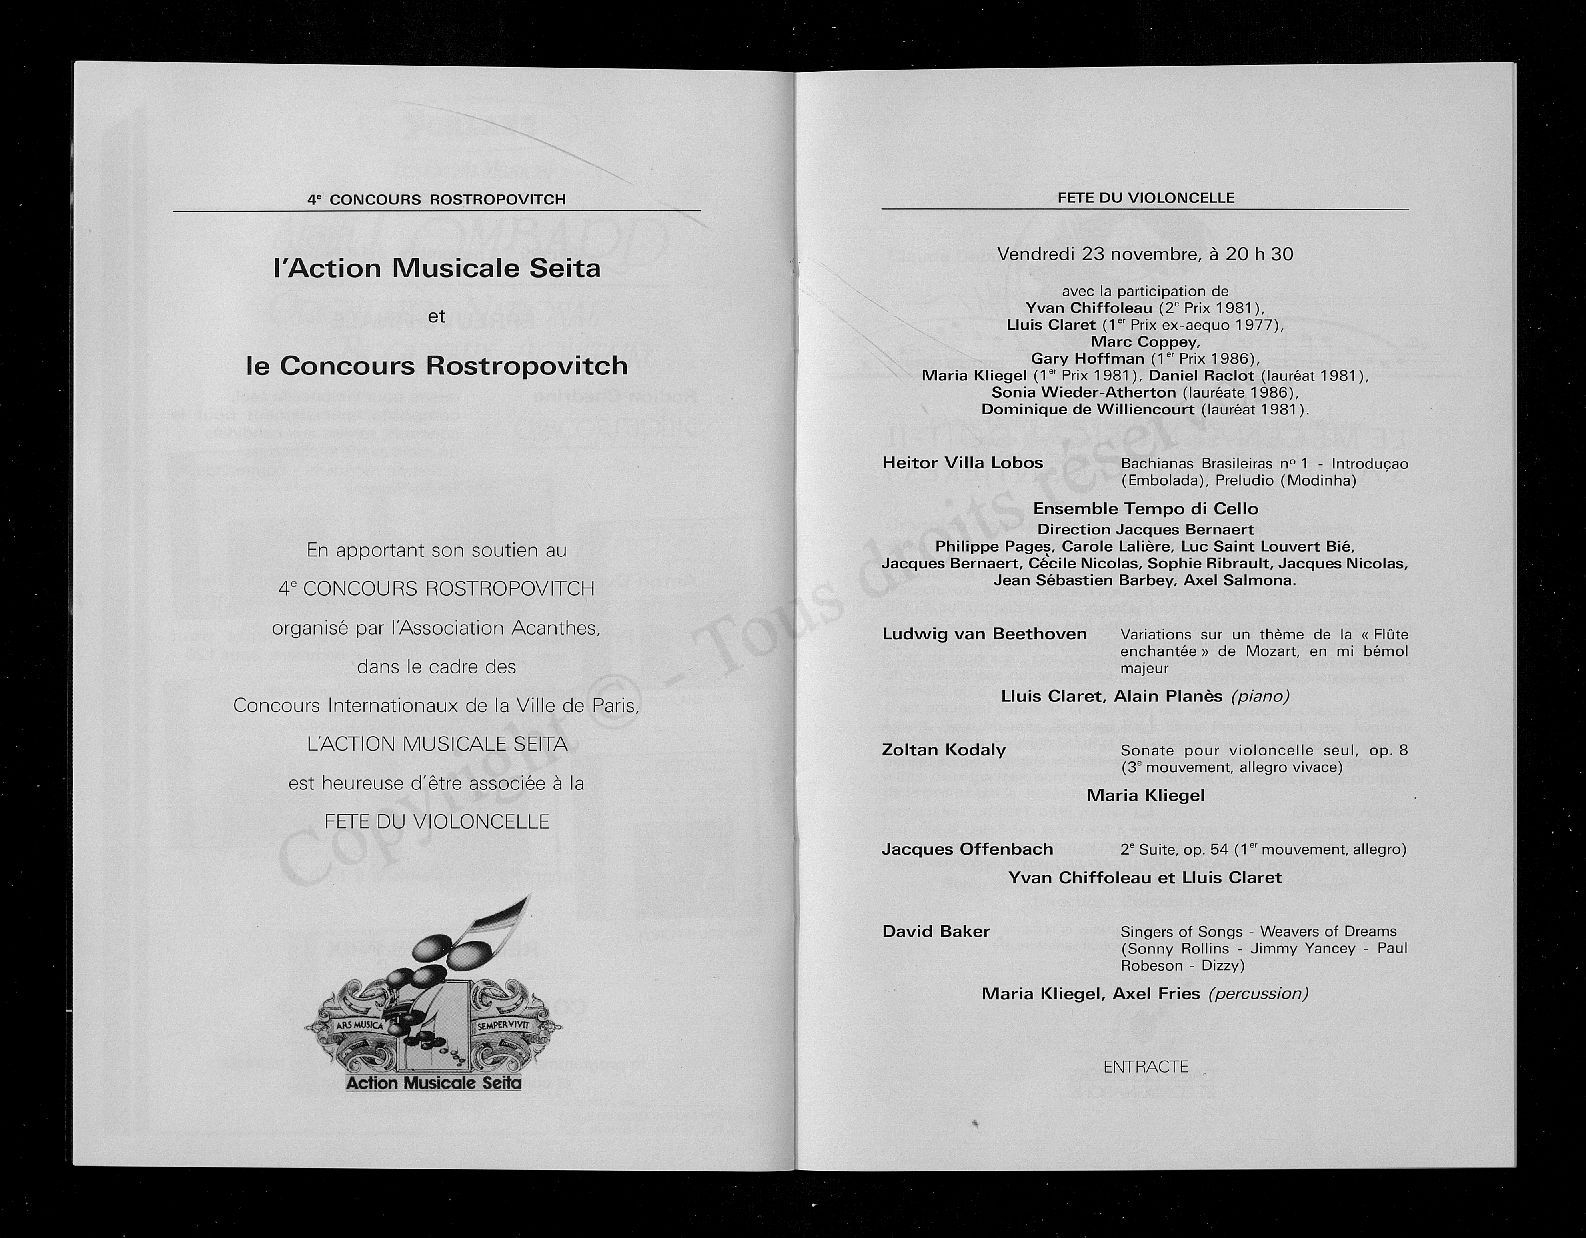 4e CONCOURS ROSTROPOVITCH
l'Action Musicale Seita
et
le Concours Rostropovitch
En apportant son soutien au
4e CONCOURS ROSTROPOVITCH
organisé par l'Association Acanthes,
dans le cadre des
Concours Internationaux de la Ville de Paris,
L'ACTION MUSICALE SEITA
est heureuse d'être associée à la
FETE DU VIOLONCELLE
ARS MUSICA
SEMPER VIVIT
Action Musicale Seita
FETE DU VIOLONCELLE
Vendredi 23 novembre, à 20 h 30
avec la participation de
Yvan Chiffoleau (2e Prix 1981),
Lluis Claret (1er Prix ex-aequo 1977),
Marc Coppey,
Gary Hoffman (1er Prix 1986),
Maria Kliegel (1er Prix 1981), Daniel Raclot (lauréat 1981),
Sonia Wieder-Atherton (lauréate 1986),
Dominique de Williencourt (lauréat 1981).
Heitor Villa Lobos Bachianas Brasileiras no 1 - Introduçao
(Embolada), Preludio (Modinha)
Ensemble Tempo di Cello
Direction Jacques Bernaert
Philippe Pages, Carole Lalière, Luc Saint Louvert Bié,
Jacques Bernaert, Cécile Nicolas, Sophie Ribrault, Jacques Nicolas,
Jean Sébastien Barbey, Axel Salmona.
Ludwig van Beethoven Variations sur un thème de la « Flûte
enchantée » de Mozart, en mi bémol
majeur
Lluis Claret, Alain Planès (piano)
Zoltan Kodaly Sonate pour violoncelle seul, op. 8
(3e mouvement, allegro vivace)
Maria Kliegel
Jacques Offenbach 2e Suite, op. 54 (1er mouvement, allegro)
Yvan Chiffoleau et Lluis Claret
David Baker Singers of Songs - Weavers of Dreams
(Sonny Rollins - Jimmy Yancey - Paul
Robeson - Dizzy)
Maria Kliegel, Axel Fries (percussion)
ENTRACTE
Copyright © - Tous droits réservés